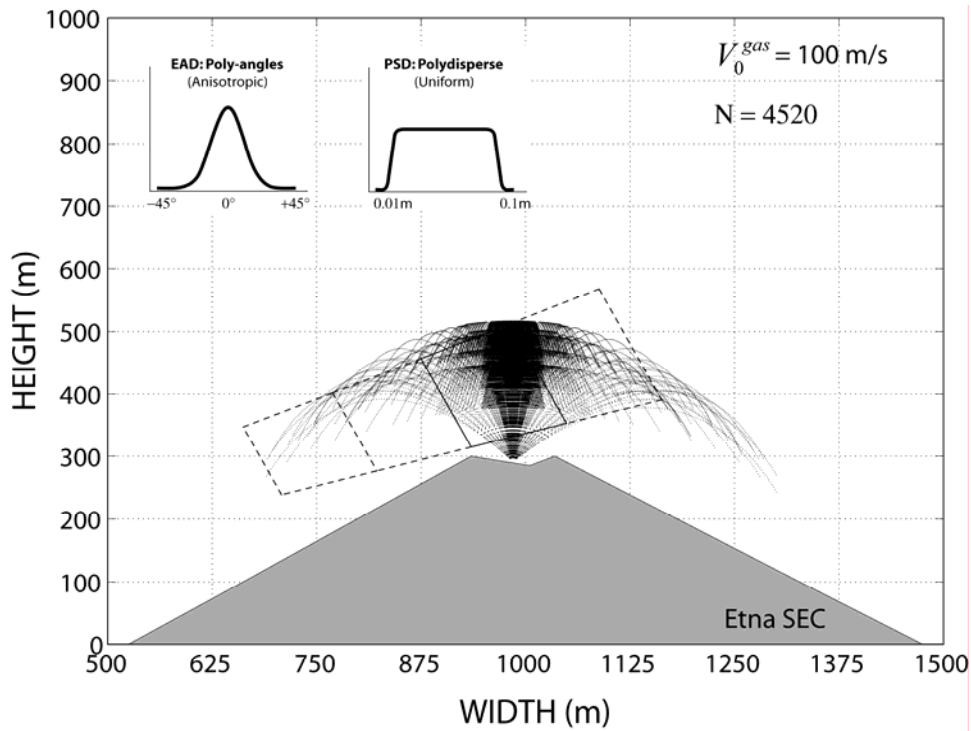 1000
900
800
700
600
500
400
300
200
100
0
HEIGHT (m)
EAD: Poly-angles
(Anisotropic)
−45°
0°
+45°
PSD: Polydisperse
(Uniform)
0.01m
0.1m
V₀ᵍᵃˢ = 100 m/s
N = 4520
Etna SEC
500
625
750
875
1000
1125
1250
1375
1500
WIDTH (m)